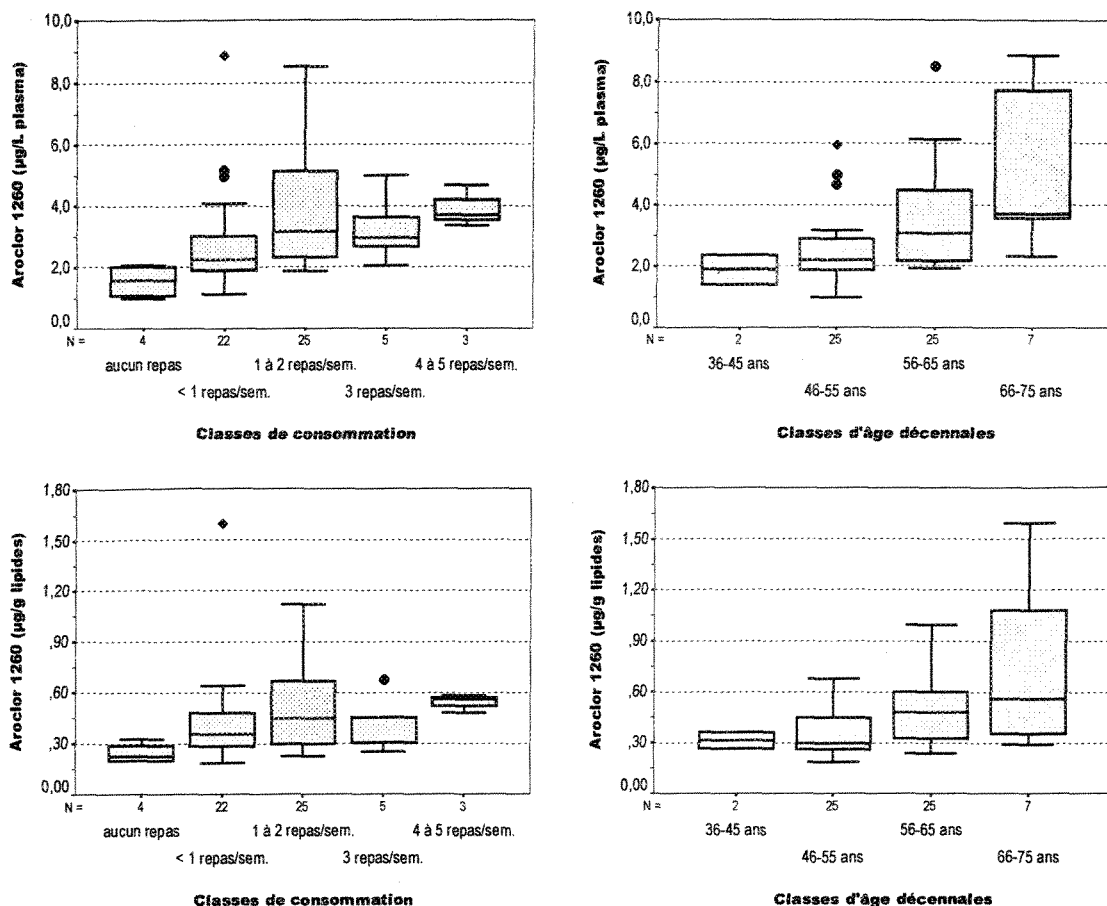 Aroclor 1260 (µg/L plasma)
10,0
8,0
6,0
4,0
2,0
0,0
N = 4 22 25 5 3
aucun repas 1 à 2 repas/sem. 4 à 5 repas/sem.
< 1 repas/sem. 3 repas/sem.
Classes de consommation
Aroclor 1260 (µg/L plasma)
10,0
8,0
6,0
4,0
2,0
0,0
N = 2 25 25 7
36-45 ans 56-65 ans
46-55 ans 66-75 ans
Classes d'âge décennales
Aroclor 1260 (µg/g lipides)
1,80
1,50
1,20
,90
,60
,30
0,00
N = 4 22 25 5 3
aucun repas 1 à 2 repas/sem. 4 à 5 repas/sem.
< 1 repas/sem. 3 repas/sem.
Classes de consommation
Aroclor 1260 (µg/g lipides)
1,80
1,50
1,20
,90
,60
,30
0,00
N = 2 25 25 7
36-45 ans 56-65 ans
46-55 ans 66-75 ans
Classes d'âge décennales